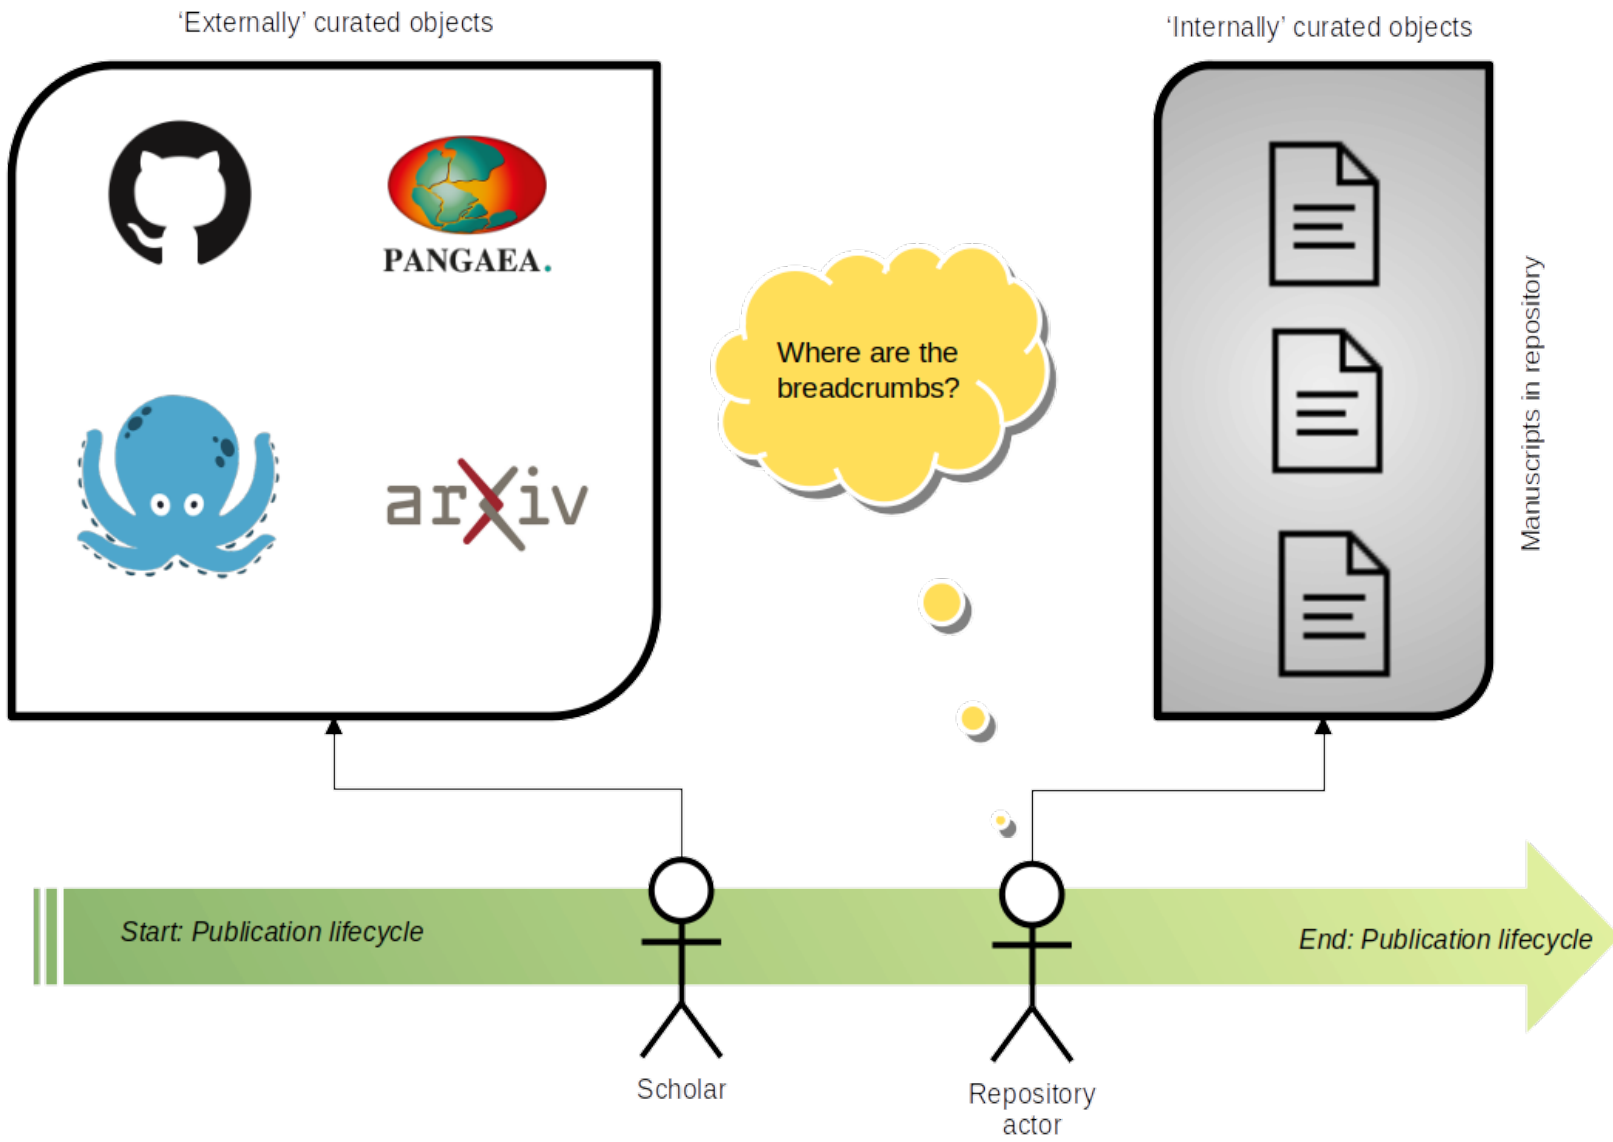 ‘Externally’ curated objects
‘Internally’ curated objects
PANGAEA.
arXiv
Where are the
breadcrumbs?
Manuscripts in repository
Start: Publication lifecycle
End: Publication lifecycle
Scholar
Repository
actor